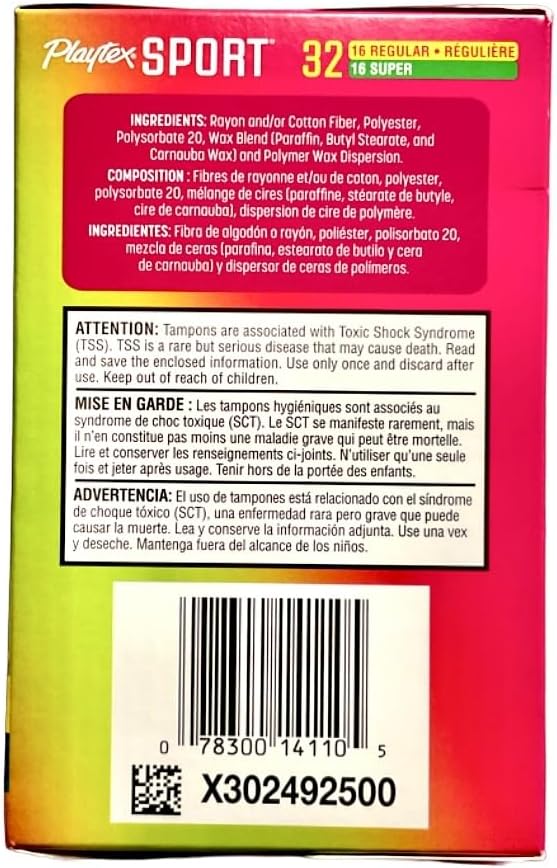 Playtex SPORT 32 16 REGULAR • RÉGULIÈRE
16 SUPER
INGREDIENTS: Rayon and/or Cotton Fiber, Polyester,
Polysorbate 20, Wax Blend (Paraffin, Butyl Stearate, and
Carnauba Wax) and Polymer Wax Dispersion.
COMPOSITION : Fibres de rayonne et/ou de coton, polyester,
polysorbate 20, mélange de cires (paraffine, stéarate de butyle,
cire de carnauba), dispersion de cire de polymère.
INGREDIENTES: Fibra de algodón o rayón, poliéster, polisorbato 20,
mezcla de ceras (parafina, estearato de butilo y cera
de carnauba) y dispersor de ceras de polímeros.
ATTENTION: Tampons are associated with Toxic Shock Syndrome
(TSS). TSS is a rare but serious disease that may cause death. Read
and save the enclosed information. Use only once and discard after
use. Keep out of reach of children.
MISE EN GARDE : Les tampons hygiéniques sont associés au
syndrome de choc toxique (SCT). Le SCT se manifeste rarement, mais
il n'en constitue pas moins une maladie grave qui peut être mortelle.
Lire et conserver les renseignements ci-joints. N'utiliser qu'une seule
fois et jeter après usage. Tenir hors de la portée des enfants.
ADVERTENCIA: El uso de tampones está relacionado con el síndrome
de choque tóxico (SCT), una enfermedad rara pero grave que puede
causar la muerte. Lea y conserve la información adjunta. Use una vex
y deseche. Mantenga fuera del alcance de los niños.
0 78300 14110 5
X302492500